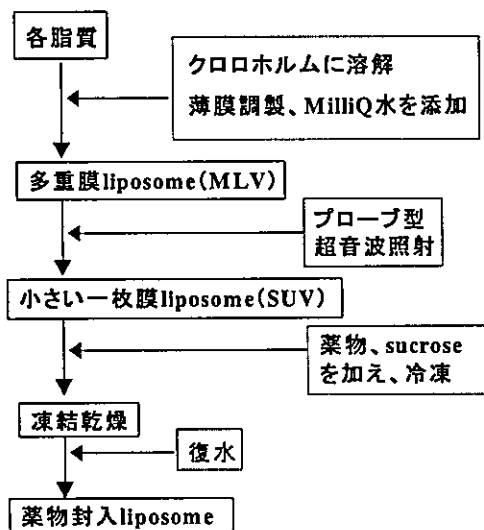 各脂質
クロロホルムに溶解
薄膜調製、MilliQ水を添加
多重膜liposome(MLV)
プローブ型
超音波照射
小さい一枚膜liposome(SUV)
薬物、sucrose
を加え、冷凍
凍結乾燥
復水
薬物封入liposome